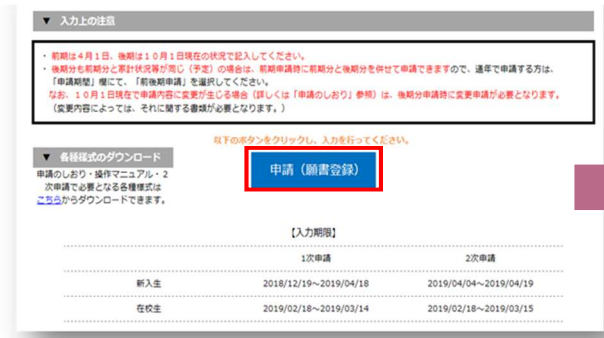 ▼ 入力上の注意
・ 前期は4月1日、後期は10月1日現在の状況で記入してください。
・ 後期分も前期分と家計状況等が同じ（予定）の場合は、前期申請時に前期分と後期分を併せて申請できますので、通年で申請する方は、
「申請期間」欄にて、「前後期申請」を選択してください。
なお、10月1日現在で申請内容に変更が生じる場合（詳しくは「申請のしおり」参照）は、後期分申請時に変更申請が必要となります。
（変更内容によっては、それに関する書類が必要となります。）
以下のボタンをクリックし、入力を行ってください。
▼ 各種様式のダウンロード
申請（願書登録）
申請のしおり・操作マニュアル・2
次申請で必要となる各種様式は
こちらからダウンロードできます。
【入力期限】
1次申請 2次申請
新入生 2018/12/19～2019/04/18 2019/04/04～2019/04/19
在校生 2019/02/18～2019/03/14 2019/02/18～2019/03/15